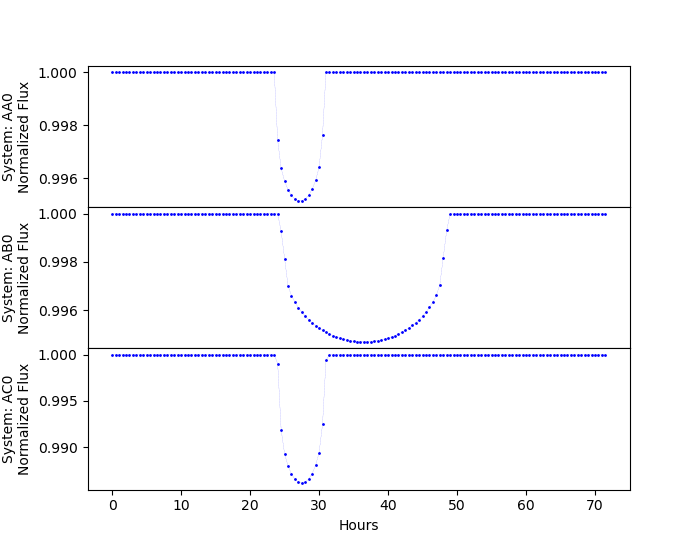 System: AA0
Normalized Flux
1.000
0.998
0.996
System: AB0
Normalized Flux
1.000
0.998
0.996
System: AC0
Normalized Flux
1.000
0.995
0.990
0 10 20 30 40 50 60 70
Hours